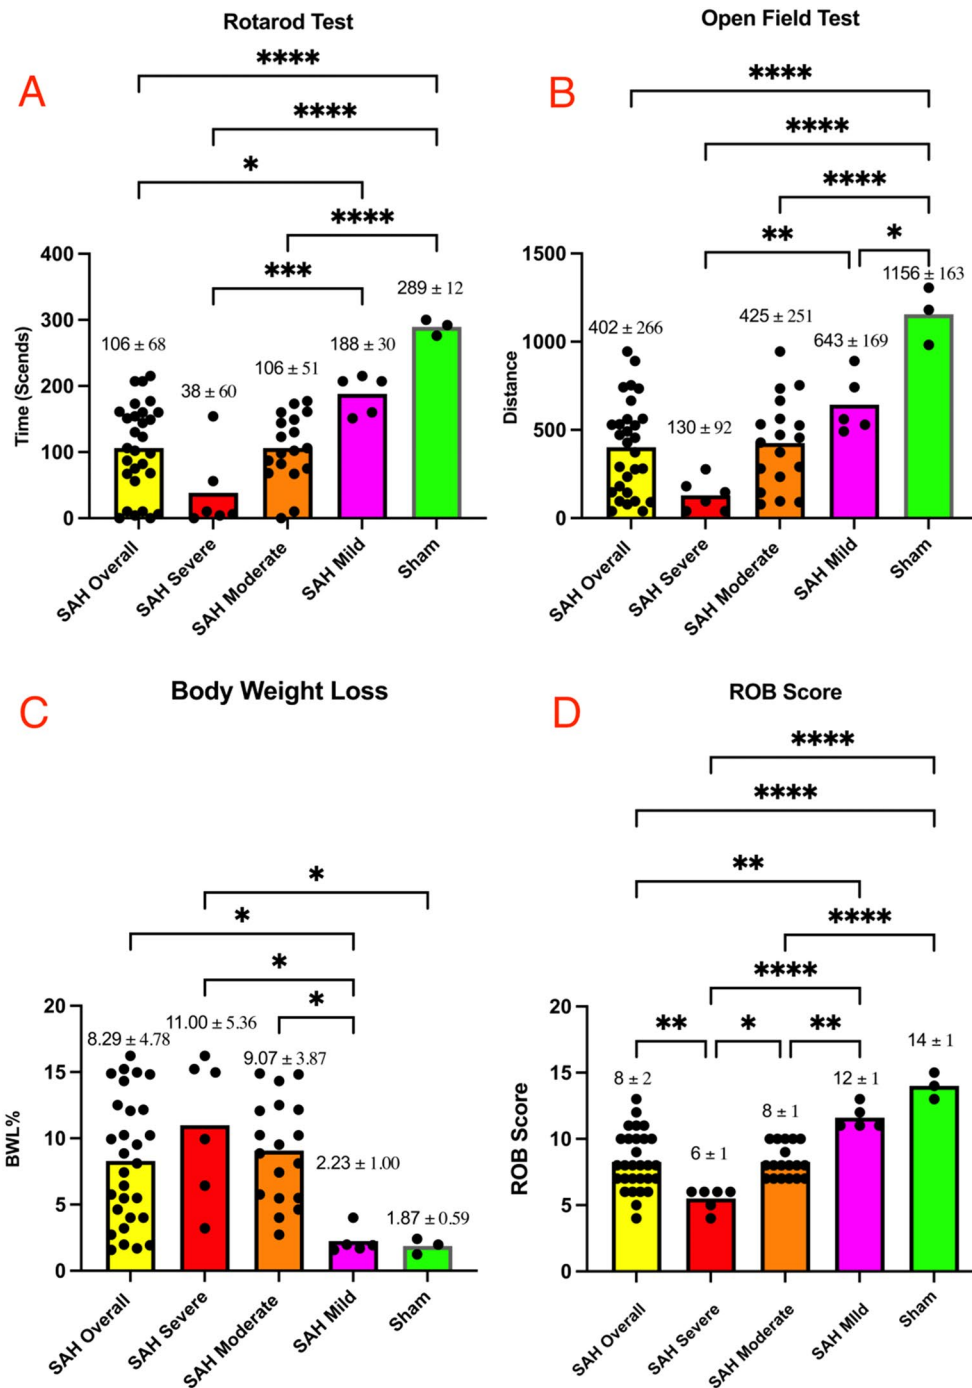 Rotarod Test
A
****
****
*
****
***
400
300
200
100
0
Time (Scends)
106 ± 68
38 ± 60
106 ± 51
188 ± 30
289 ± 12
SAH Overall
SAH Severe
SAH Moderate
SAH Mild
Sham
Open Field Test
B
****
****
****
**
*
1500
1000
500
0
Distance
402 ± 266
130 ± 92
425 ± 251
643 ± 169
1156 ± 163
SAH Overall
SAH Severe
SAH Moderate
SAH Mild
Sham
Body Weight Loss
C
*
*
*
*
20
15
10
5
0
BWL%
8.29 ± 4.78
11.00 ± 5.36
9.07 ± 3.87
2.23 ± 1.00
1.87 ± 0.59
SAH Overall
SAH Severe
SAH Moderate
SAH Mild
Sham
ROB Score
D
****
****
**
****
****
**
*
**
20
15
10
5
0
ROB Score
8 ± 2
6 ± 1
8 ± 1
12 ± 1
14 ± 1
SAH Overall
SAH Severe
SAH Moderate
SAH Mild
Sham